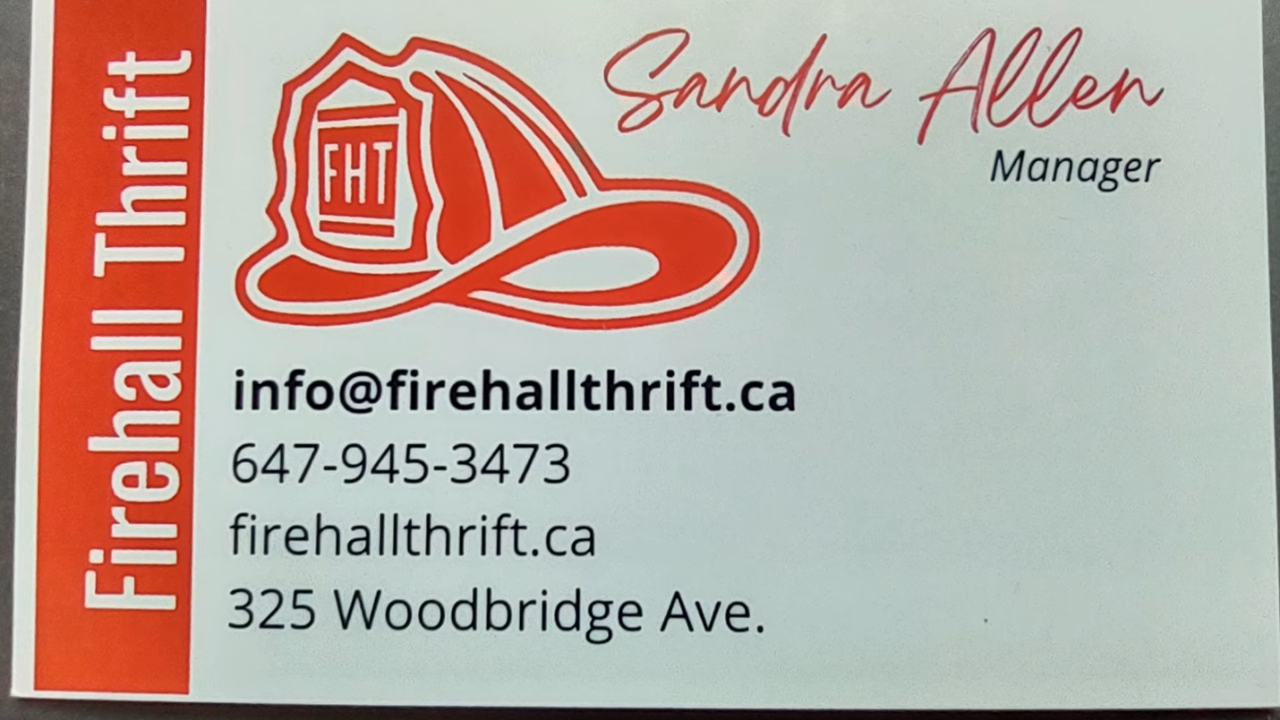 Firehall Thrift
FHT
Sandra Allen
Manager
info@firehallthrift.ca
647-945-3473
firehallthrift.ca
325 Woodbridge Ave.